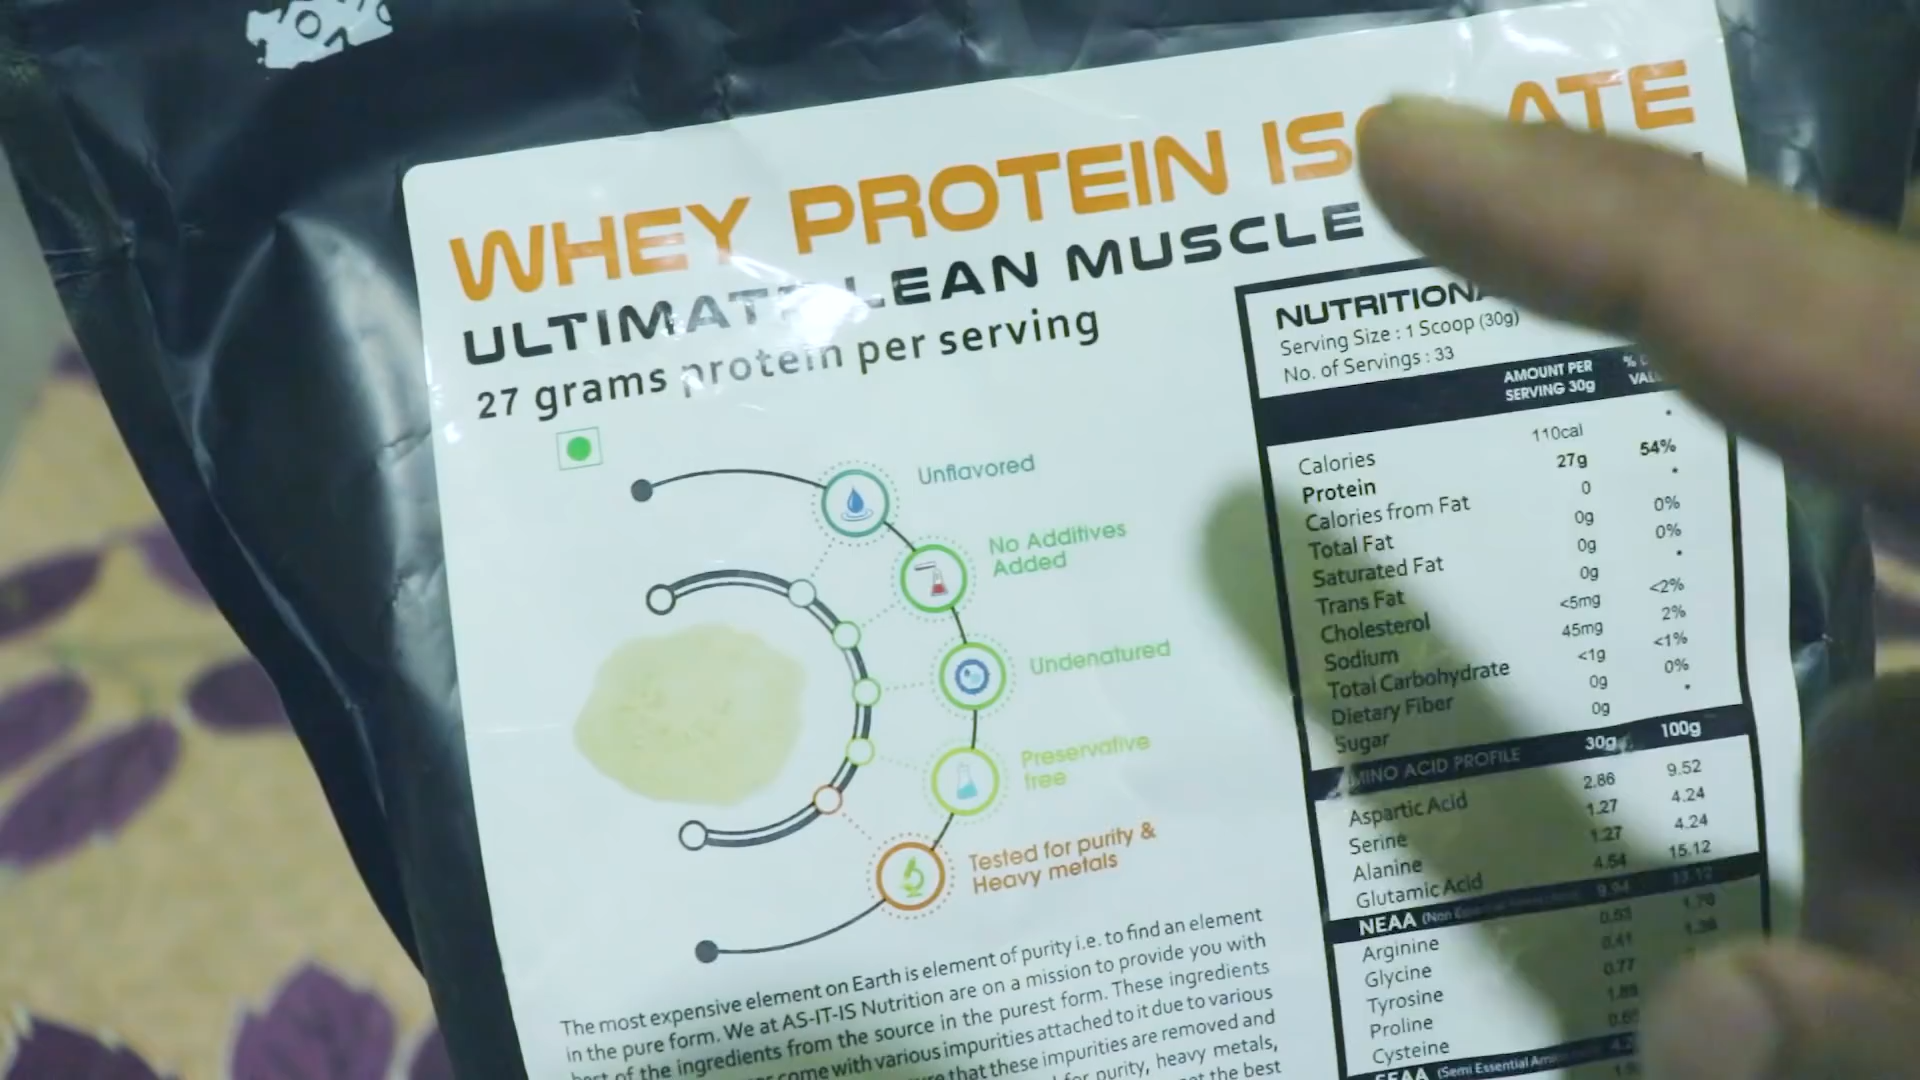 WHEY PROTEIN IS ATE
ULTIMATE LEAN MUSCLE
27 grams protein per serving
Unflavored
No Additives
Added
Undenatured
Preservative
free
Tested for purity &
Heavy metals
The most expensive element on Earth is element of purity i.e. to find an element
in the pure form. We at AS-IT-IS Nutrition are on a mission to provide you with
of the ingredients from the source in the purest form. These ingredients
come with various impurities attached to it due to various
that these impurities are removed and
for purity, heavy metals,
the best
NUTRITIONA
Serving Size : 1 Scoop (30g)
No. of Servings : 33
AMOUNT PER
SERVING 30g
%
Calories 110cal *
Protein 27g 54%
Calories from Fat 0 *
Total Fat 0g 0%
Saturated Fat 0g 0%
Trans Fat 0g *
Cholesterol <5mg <2%
Sodium 45mg 2%
Total Carbohydrate <1g <1%
Dietary Fiber 0g 0%
Sugar 0g *
MINO ACID PROFILE 30g 100g
Aspartic Acid 2.86 9.52
Serine 1.27 4.24
Alanine 1.27 4.24
Glutamic Acid 4.54 15.12
NEAA (Non
Arginine
Glycine
Tyrosine 0.77
Proline
Cysteine
(Semi Essential